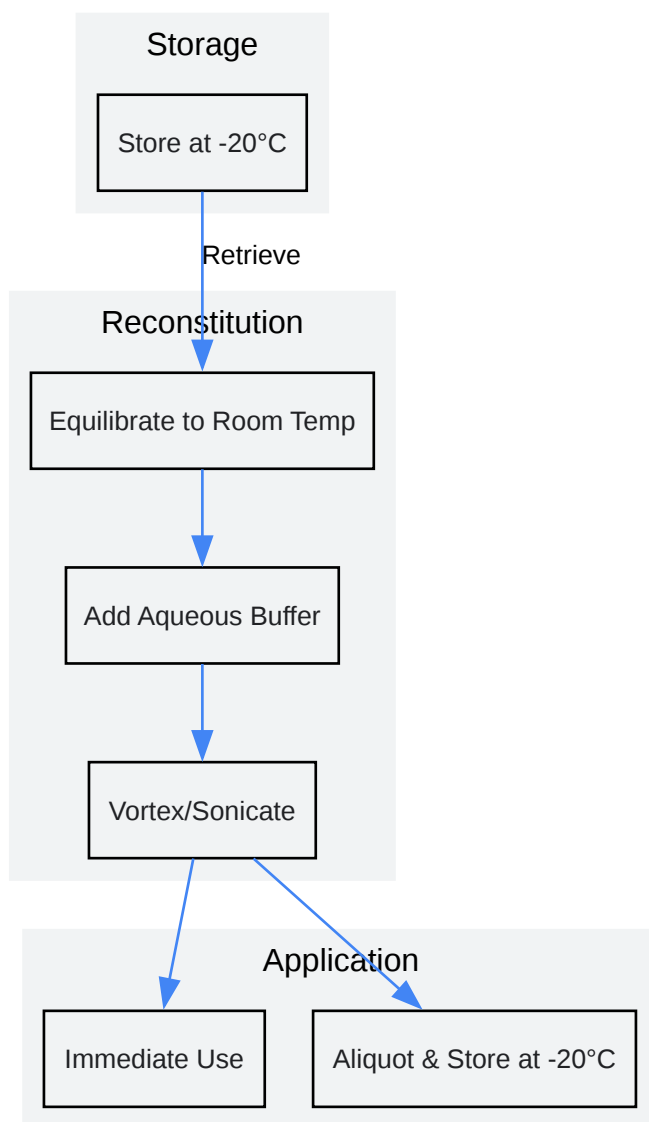 Storage
Store at -20°C
Retrieve
Reconstitution
Equilibrate to Room Temp
Add Aqueous Buffer
Vortex/Sonicate
Application
Immediate Use
Aliquot & Store at -20°C